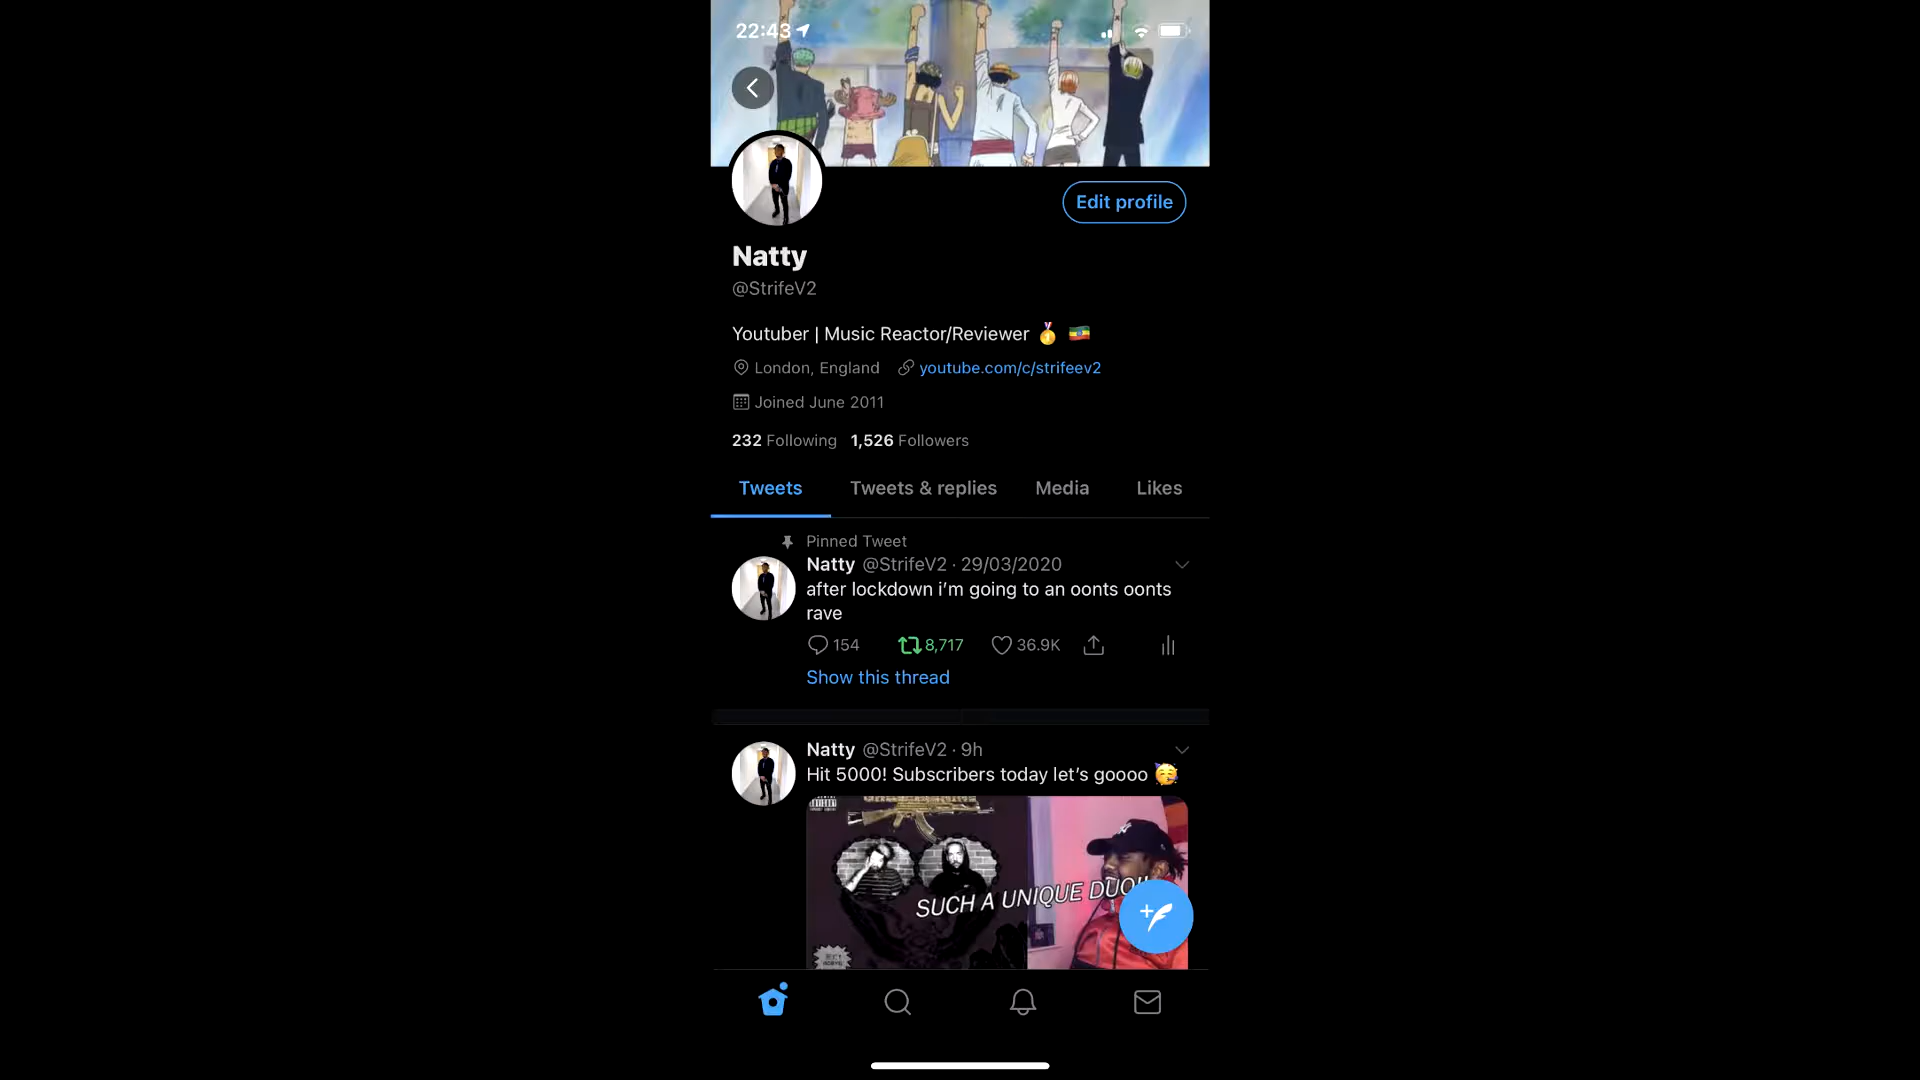 22:43
Edit profile
Natty
@StrifeV2
Youtuber | Music Reactor/Reviewer 🥇 🇪🇹
London, England youtube.com/c/strifeev2
Joined June 2011
232 Following 1,526 Followers
Tweets Tweets & replies Media Likes
Pinned Tweet
Natty @StrifeV2 · 29/03/2020
after lockdown i’m going to an oonts oonts
rave
154 8,717 36.9K
Show this thread
Natty @StrifeV2 · 9h
Hit 5000! Subscribers today let’s goooo 🥳
SUCH A UNIQUE DUO!!